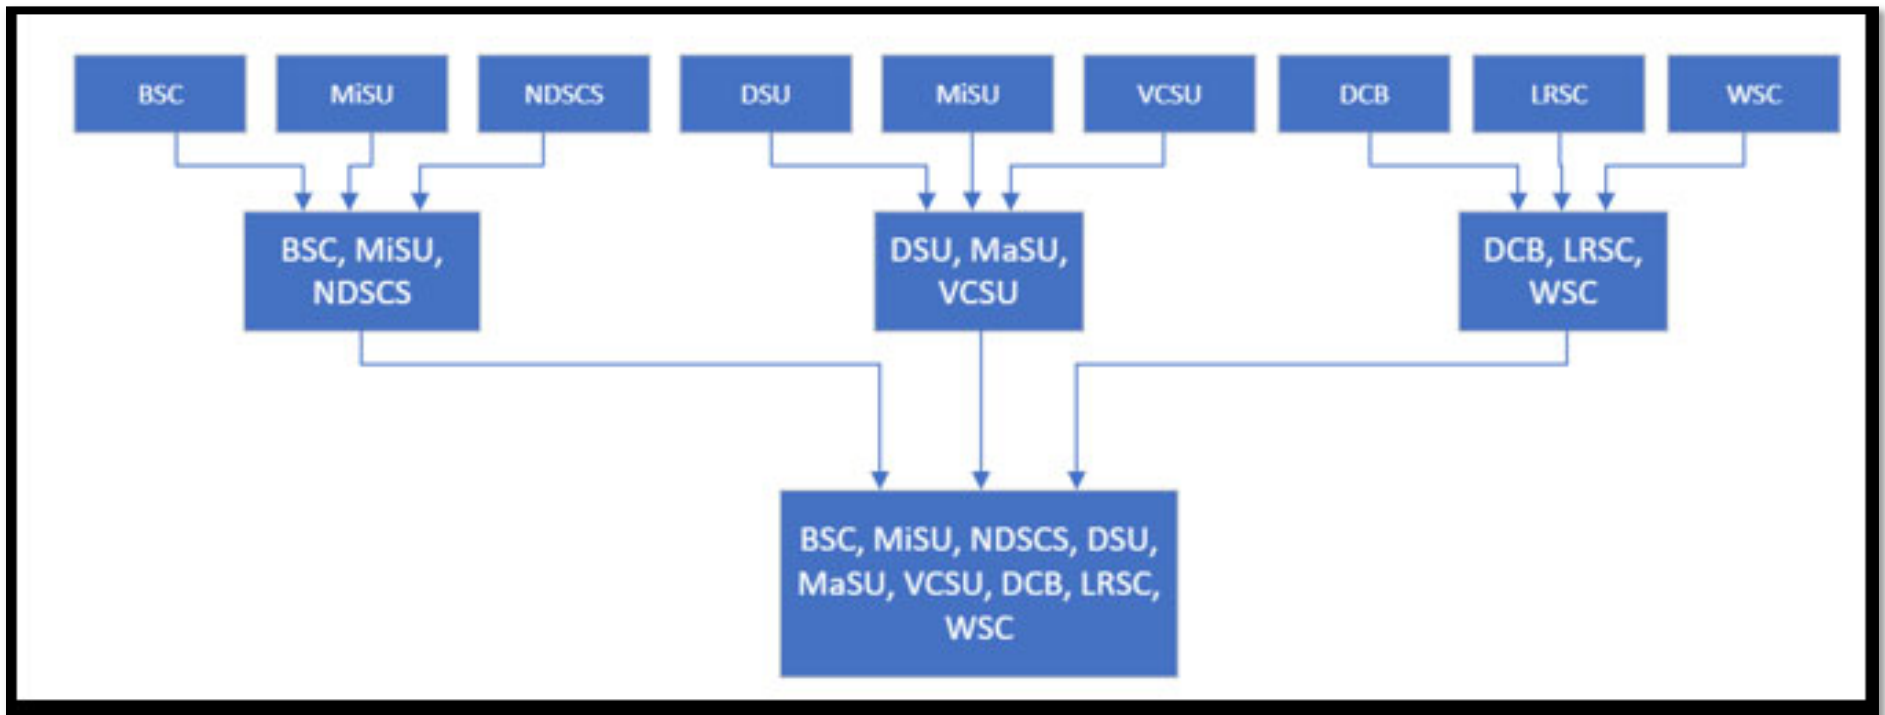 BSC
MiSU
NDSCS
DSU
MiSU
VCSU
DCB
LRSC
WSC
BSC, MiSU,
NDSCS
DSU, MaSU,
VCSU
DCB, LRSC,
WSC
BSC, MiSU, NDSCS, DSU,
MaSU, VCSU, DCB, LRSC,
WSC